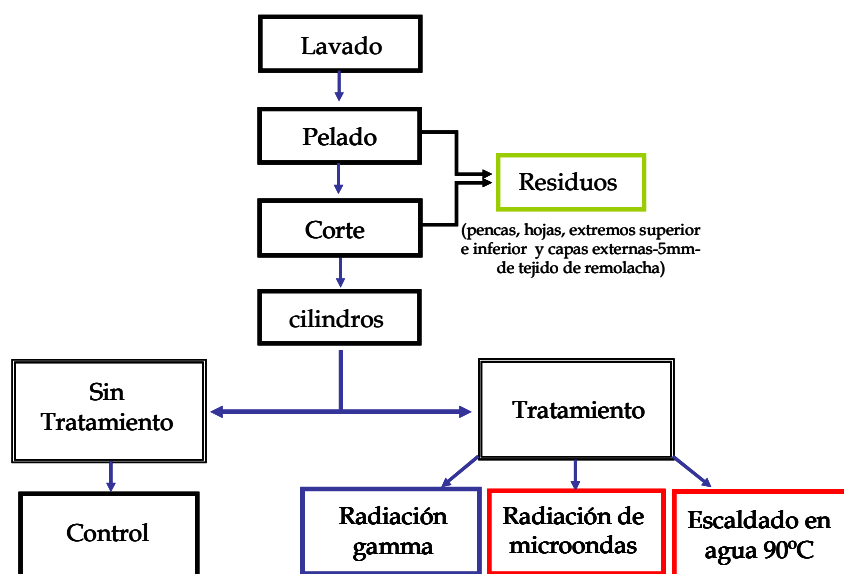 Lavado
Pelado
Residuos
Corte
(pencas, hojas, extremos superior
e inferior y capas externas-5mm-
de tejido de remolacha)
cilindros
Sin
Tratamiento
Tratamiento
Control
Radiación
gamma
Radiación de
microondas
Escaldado en
agua 90ºC